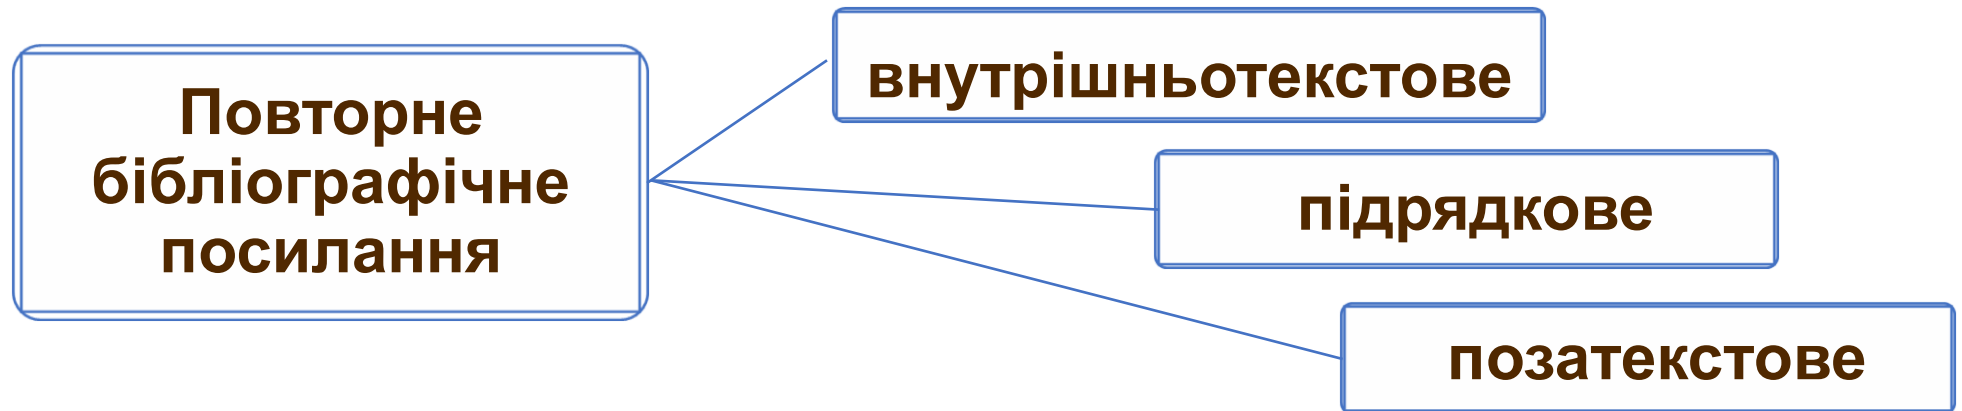 Повторне
бібліографічне
посилання
внутрішньотекстове
підрядкове
позатекстове